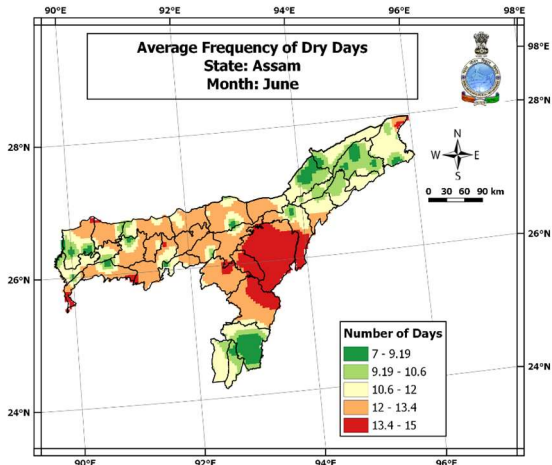 90°E 92°E 94°E 96°E 98°E
Average Frequency of Dry Days
State: Assam
Month: June
98°E
28°N
N
W E
S
0 30 60 90 km
28°N
26°N
26°N
24°N
24°N
Number of Days
7 - 9.19
9.19 - 10.6
10.6 - 12
12 - 13.4
13.4 - 15
90°E 92°E 94°E 96°E